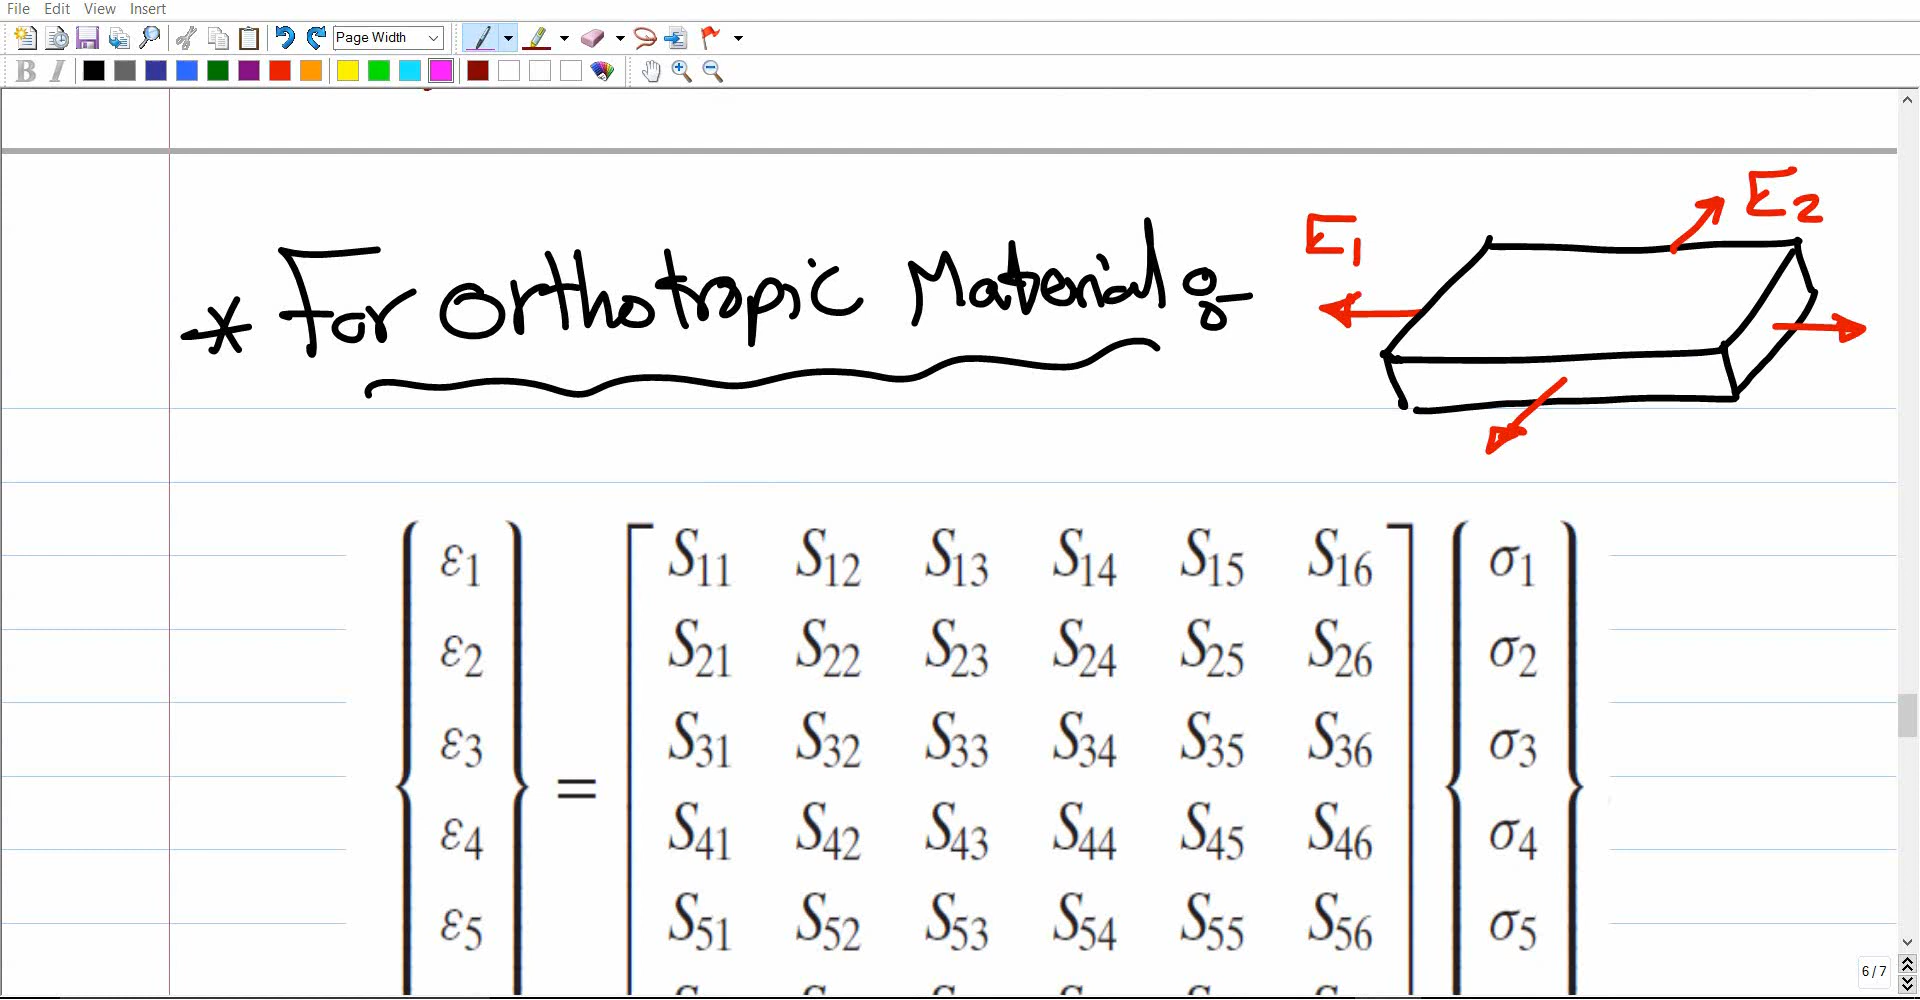 File Edit View Insert
Page Width
B I
* For Orthotropic Material :-
E1
E2
ε1 S11 S12 S13 S14 S15 S16 σ1
ε2 S21 S22 S23 S24 S25 S26 σ2
ε3 = S31 S32 S33 S34 S35 S36 σ3
ε4 S41 S42 S43 S44 S45 S46 σ4
ε5 S51 S52 S53 S54 S55 S56 σ5
6 / 7